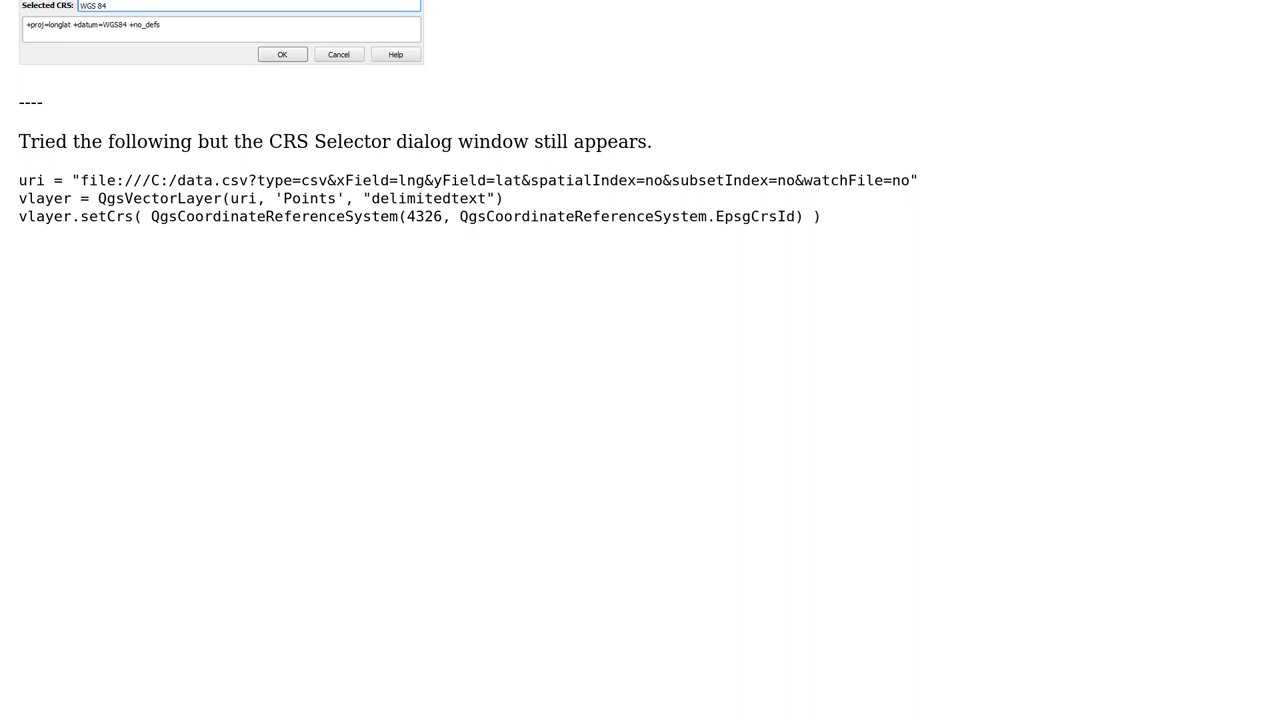 Selected CRS: WGS 84
+proj=longlat +datum=WGS84 +no_defs
OK Cancel Help
----
Tried the following but the CRS Selector dialog window still appears.
uri = "file:///C:/data.csv?type=csv&xField=lng&yField=lat&spatialIndex=no&subsetIndex=no&watchFile=no"
vlayer = QgsVectorLayer(uri, 'Points', "delimitedtext")
vlayer.setCrs( QgsCoordinateReferenceSystem(4326, QgsCoordinateReferenceSystem.EpsgCrsId) )